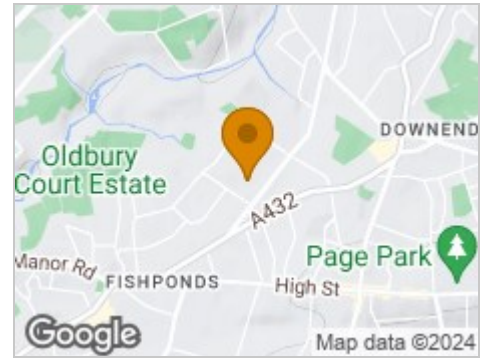 DOWNEND
Oldbury
Court Estate
A432
Page Park
Manor Rd
FISHPONDS
High St
Google
Map data ©2024